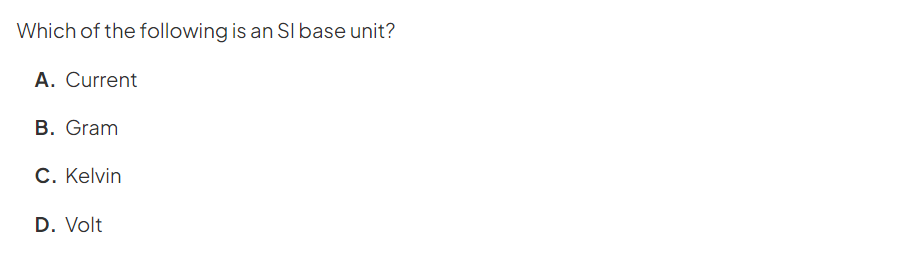 Which of the following is an SI base unit?
A. Current
B. Gram
C. Kelvin
D. Volt